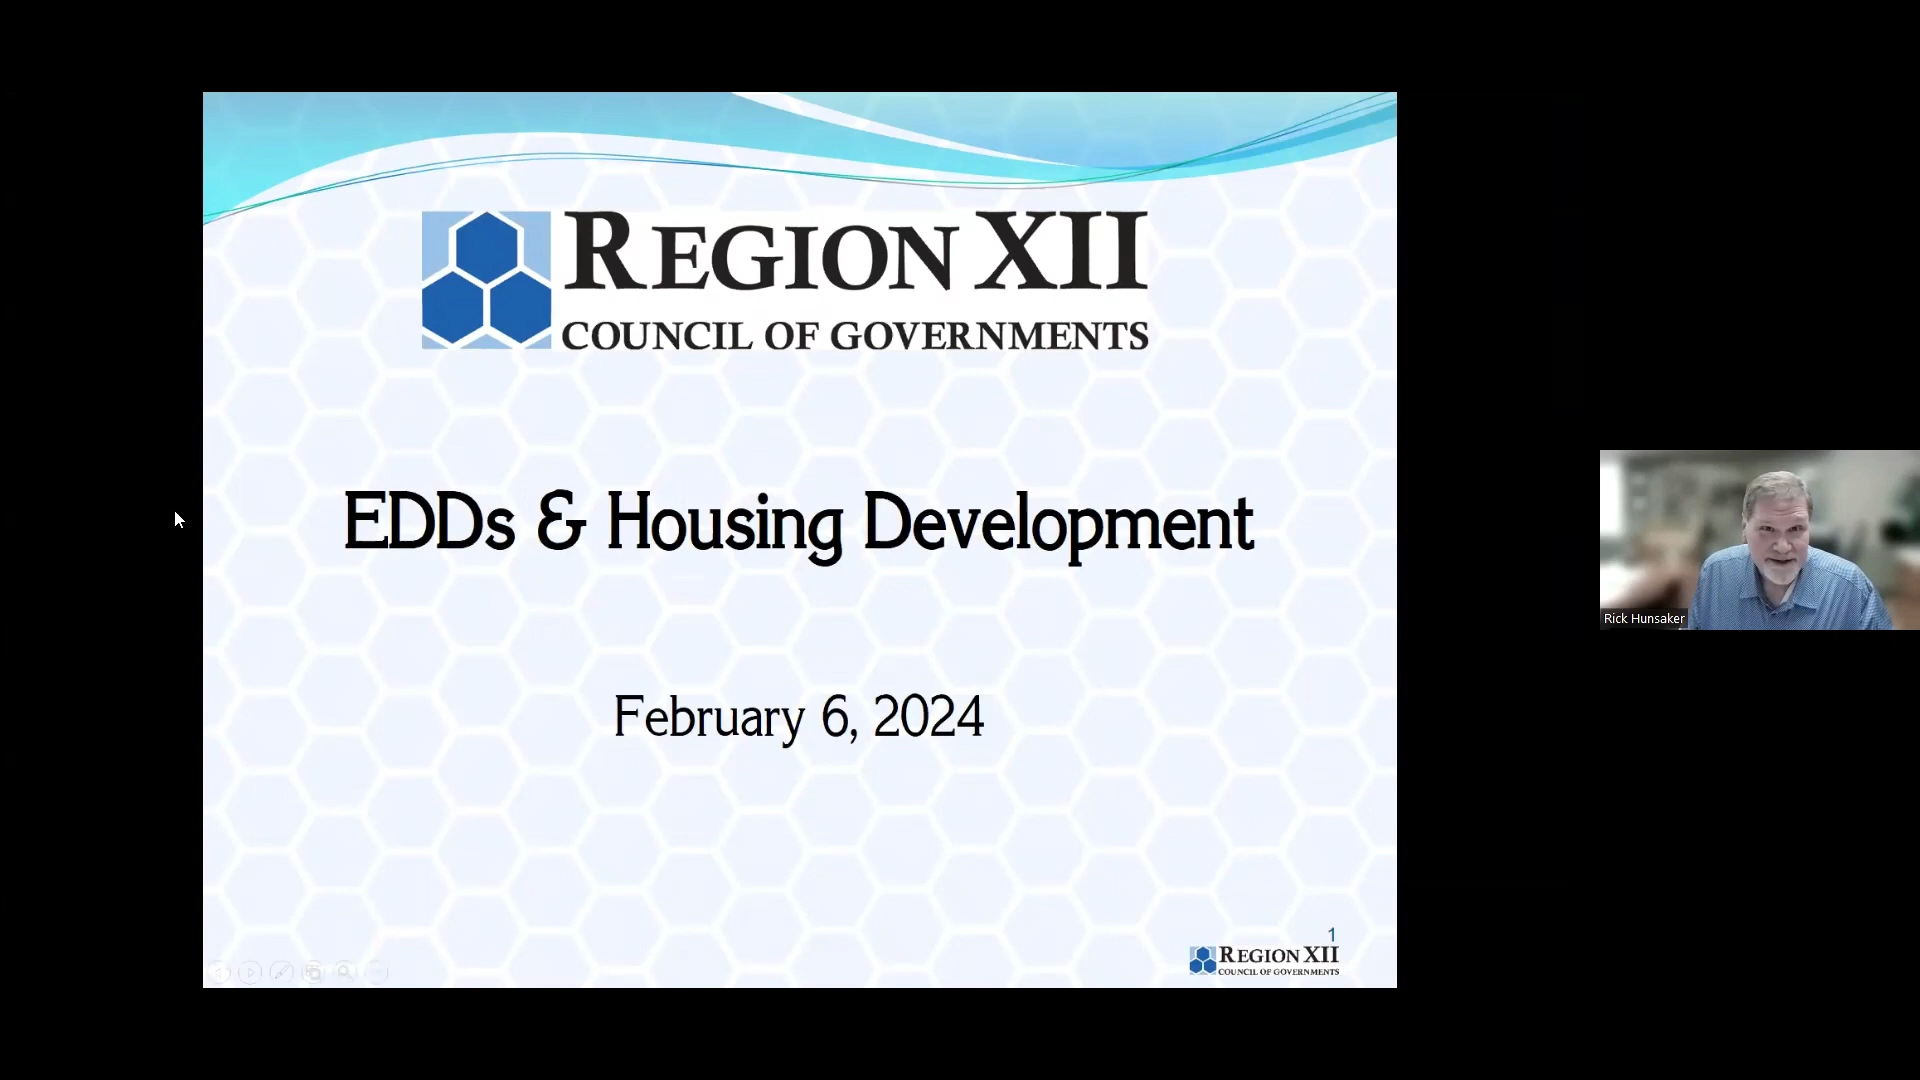 REGION XII
COUNCIL OF GOVERNMENTS
EDDs & Housing Development
February 6, 2024
Rick Hunsaker
1
REGION XII
COUNCIL OF GOVERNMENTS